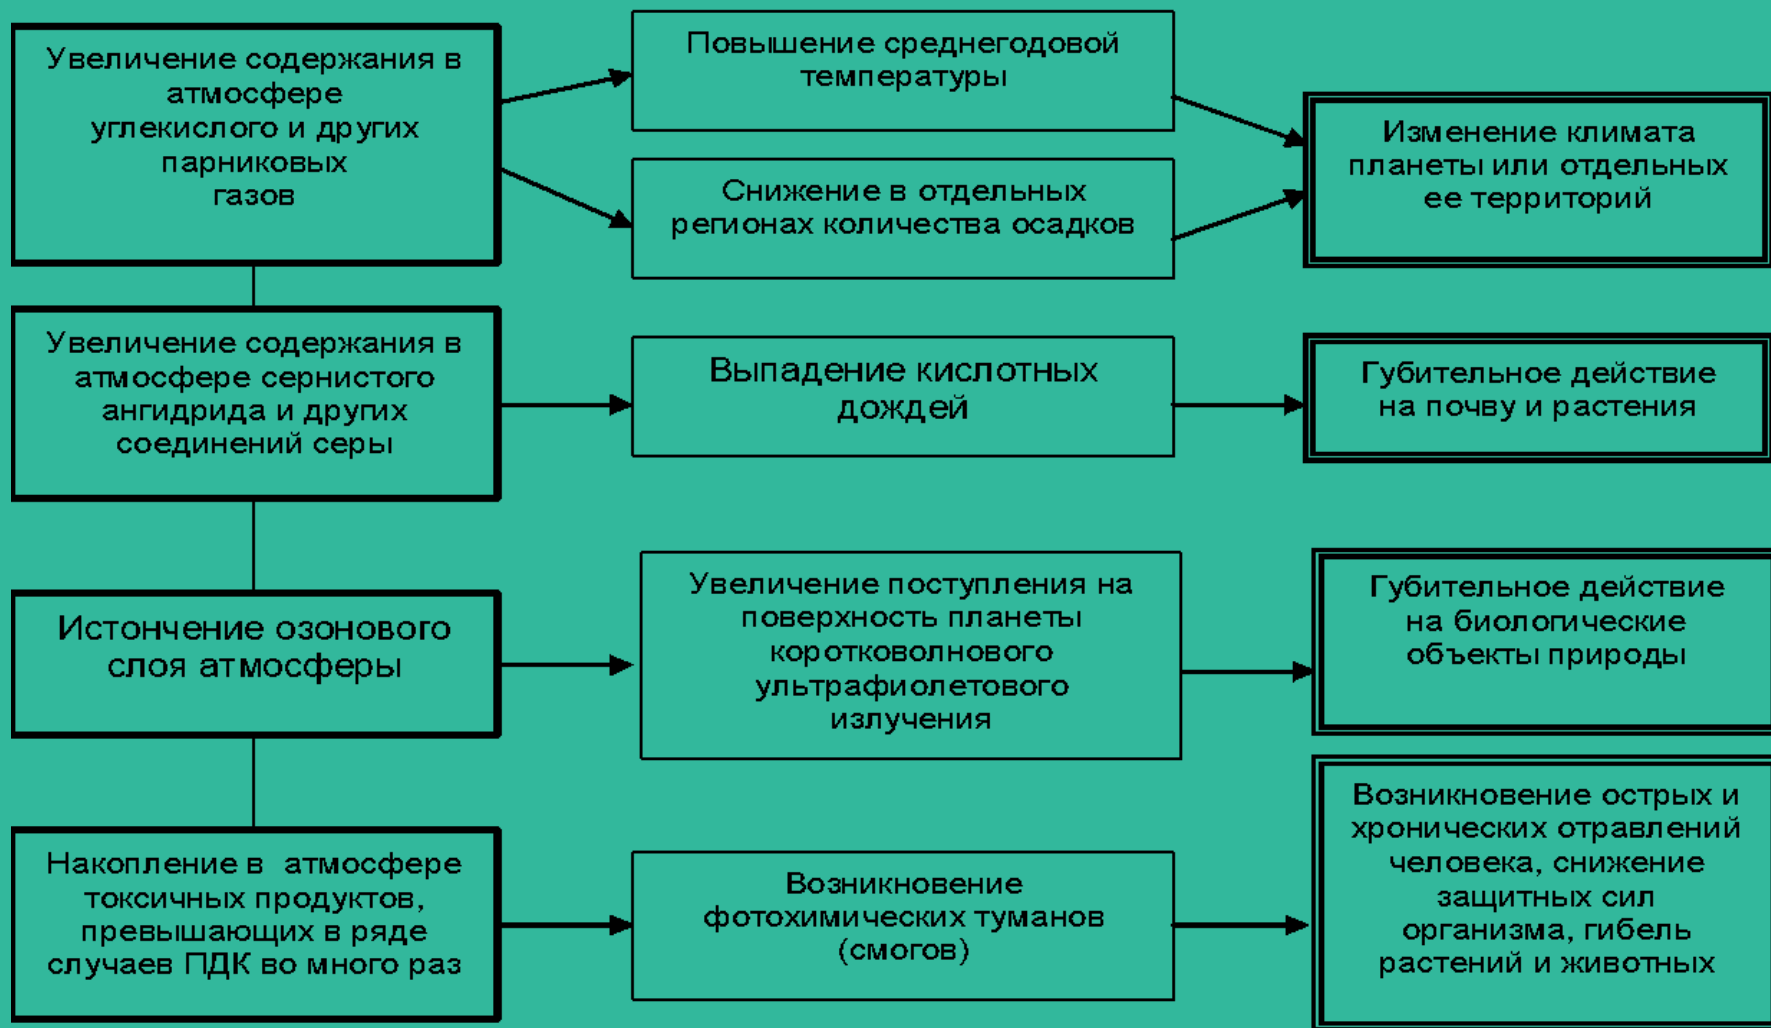 Увеличение содержания в
атмосфере
углекислого и других
парниковых
газов
Повышение среднегодовой
температуры
Снижение в отдельных
регионах количества осадков
Изменение климата
планеты или отдельных
ее территорий
Увеличение содержания в
атмосфере сернистого
ангидрида и других
соединений серы
Выпадение кислотных
дождей
Губительное действие
на почву и растения
Истончение озонового
слоя атмосферы
Увеличение поступления на
поверхность планеты
коротковолнового
ультрафиолетового
излучения
Губительное действие
на биологические
объекты природы
Накопление в атмосфере
токсичных продуктов,
превышающих в ряде
случаев ПДК во много раз
Возникновение
фотохимических туманов
(смогов)
Возникновение острых и
хронических отравлений
человека, снижение
защитных сил
организма, гибель
растений и животных